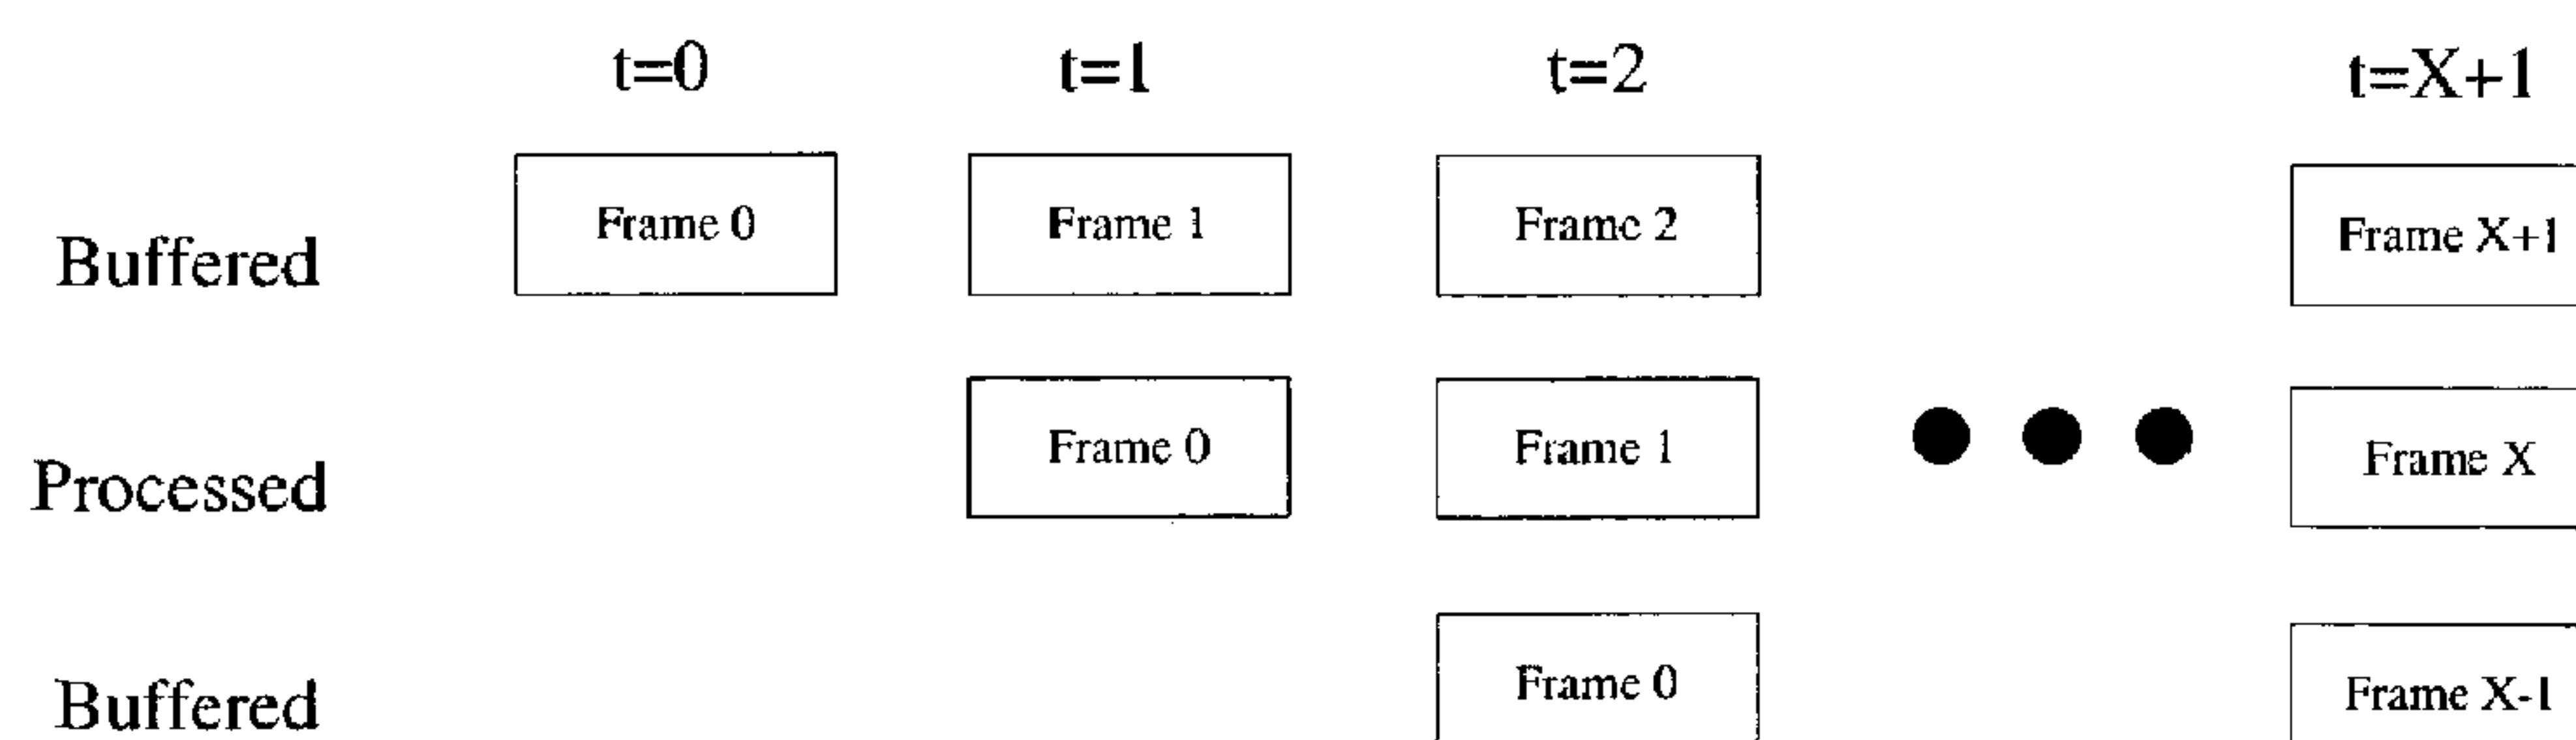 t=0 t=1 t=2 t=X+1
Buffered Frame 0 Frame 1 Frame 2 Frame X+1
Processed Frame 0 Frame 1 Frame X
Buffered Frame 0 Frame X-1